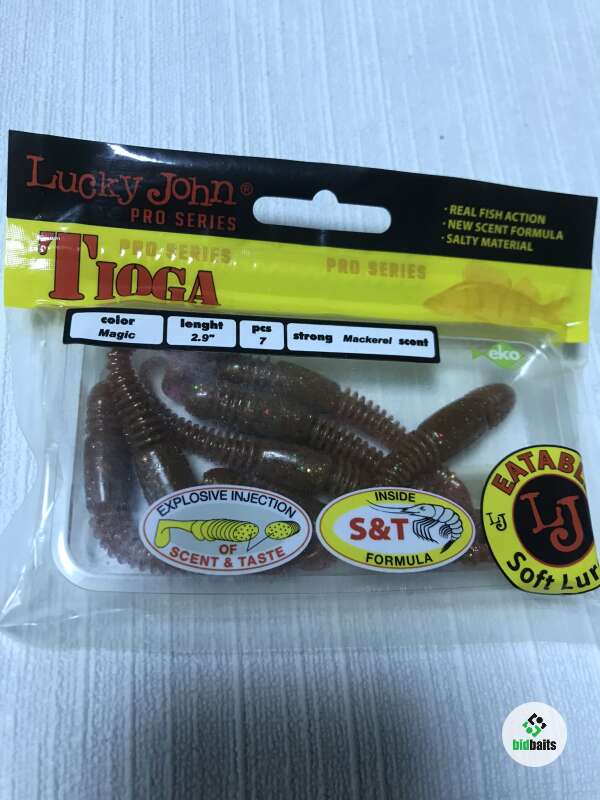 Lucky John®
PRO SERIES
· REAL FISH ACTION
· NEW SCENT FORMULA
· SALTY MATERIAL
PRO SERIES
PRO SERIES
TIOGA
color
Magic
lenght
2.9"
pcs
7
strong Mackerel scent
eko
EXPLOSIVE INJECTION
OF
SCENT & TASTE
INSIDE
S&T
FORMULA
EATABL
LJ
LJ
Soft Lur
bidbaits